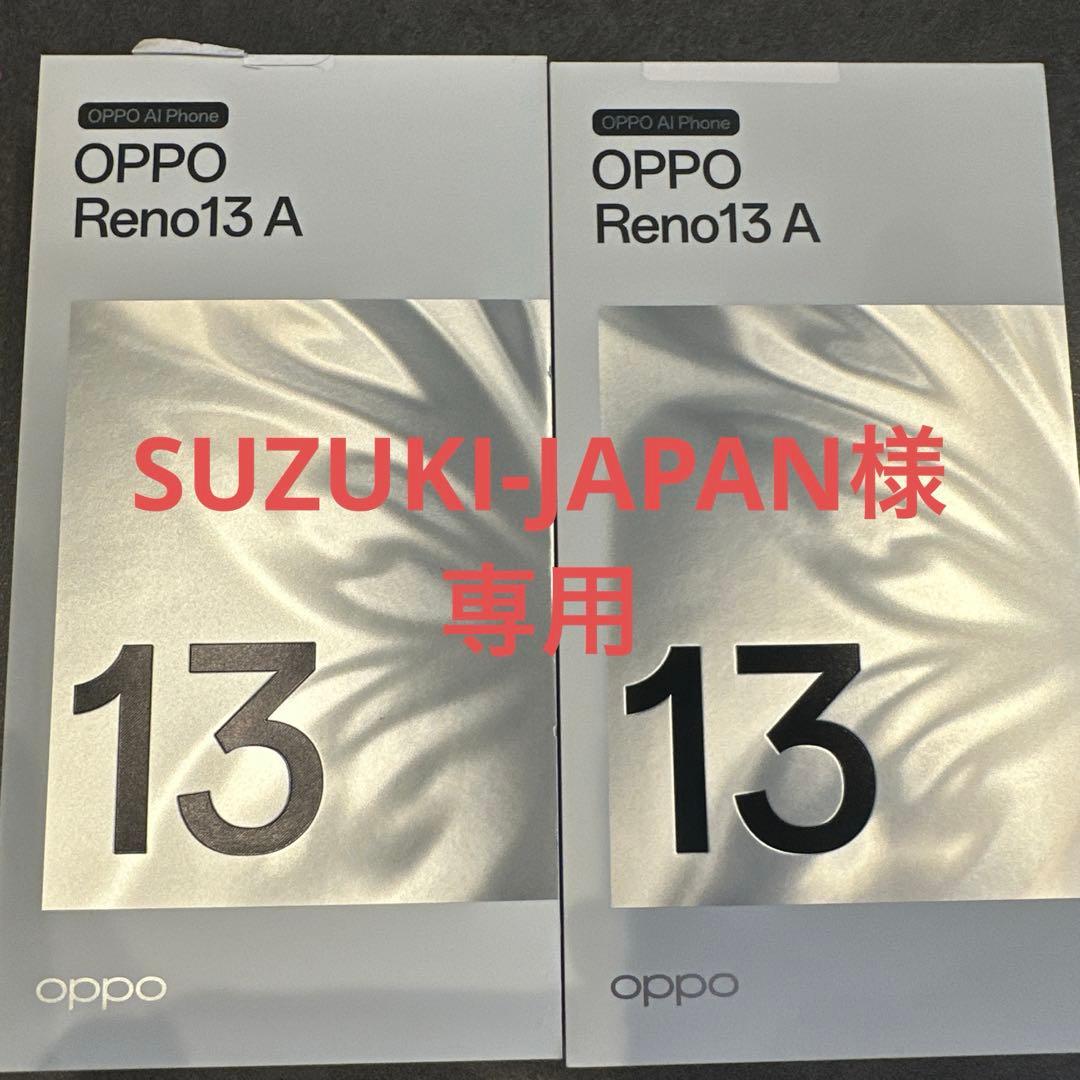 OPPO AI Phone
OPPO
Reno13 A
13
oppo
OPPO AI Phone
OPPO
Reno13 A
13
oppo
SUZUKI-JAPAN様
専用